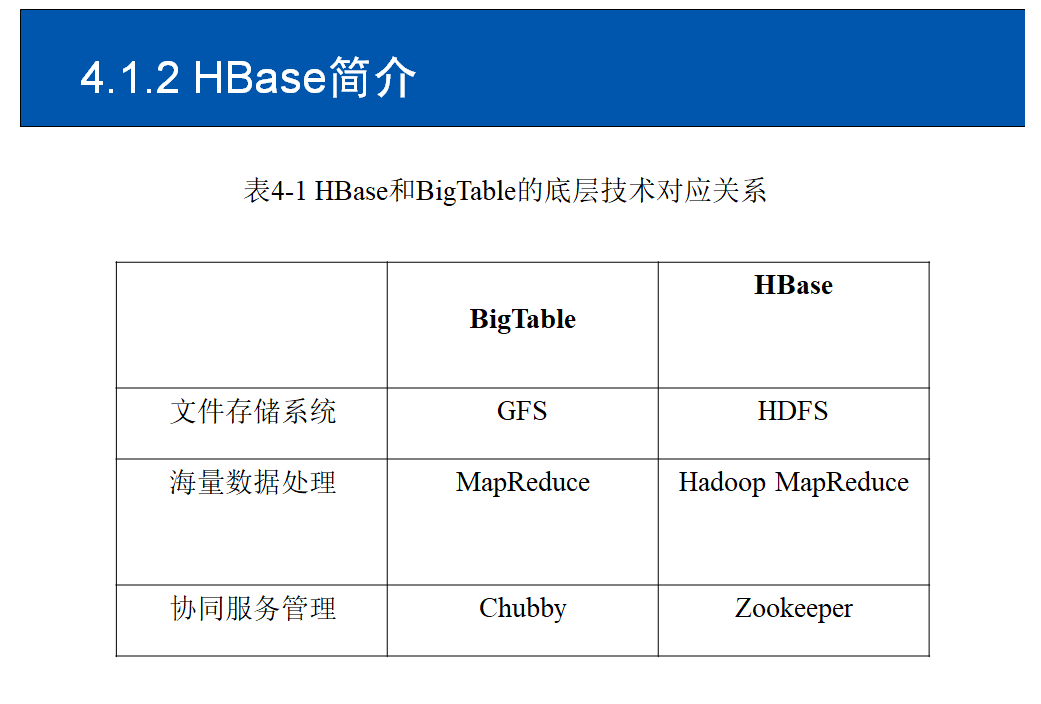 4.1.2 HBase简介
表4-1 HBase和BigTable的底层技术对应关系
BigTable
HBase
文件存储系统
GFS
HDFS
海量数据处理
MapReduce
Hadoop MapReduce
协同服务管理
Chubby
Zookeeper